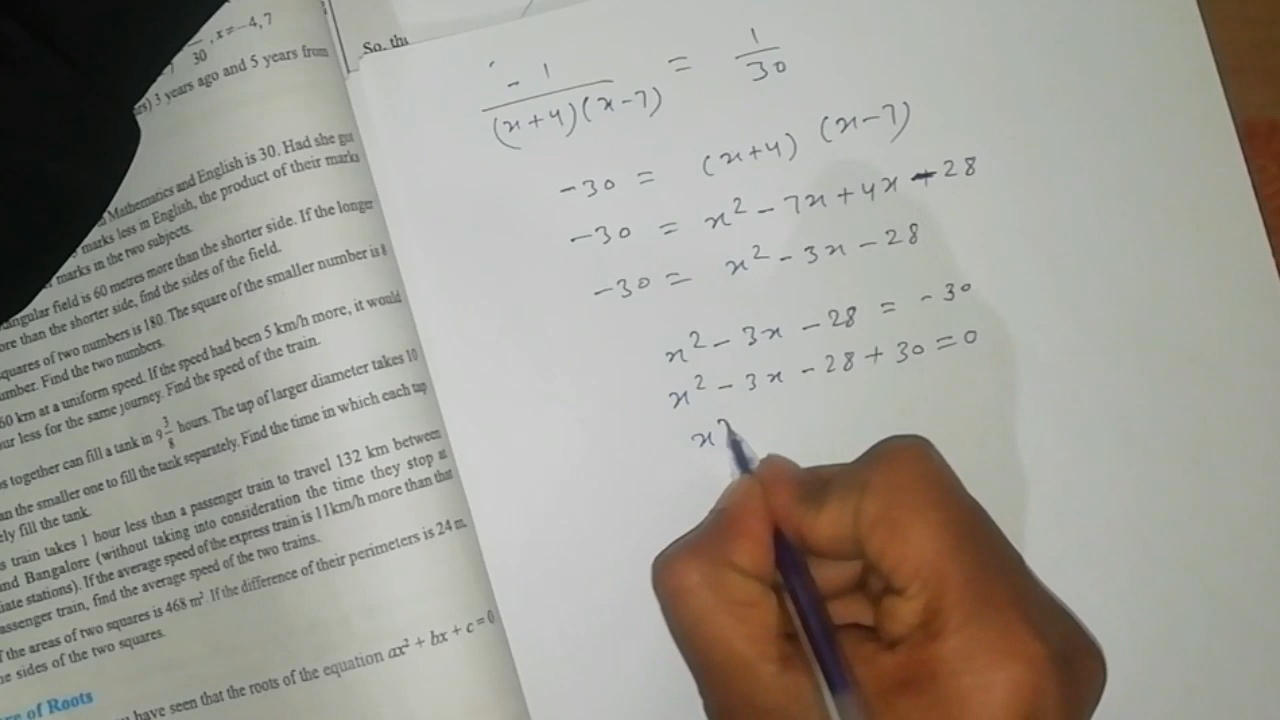 30 , x ≠ –4, 7
3 years ago and 5 years from
Mathematics and English is 30. Had she got
marks less in English, the product of their marks
marks in the two subjects.
field is 60 metres more than the shorter side. If the longer
than the shorter side, find the sides of the field.
of two numbers is 180. The square of the smaller number is 8
Find the two numbers.
km at a uniform speed. If the speed had been 5 km/h more, it would
less for the same journey. Find the speed of the train.
together can fill a tank in 9 3/8 hours. The tap of larger diameter takes 10
than the smaller one to fill the tank separately. Find the time in which each tap
fill the tank.
train takes 1 hour less than a passenger train to travel 132 km between
Bangalore (without taking into consideration the time they stop at
stations). If the average speed of the express train is 11km/h more than that
passenger train, find the average speed of the two trains.
the areas of two squares is 468 m². If the difference of their perimeters is 24 m,
sides of the two squares.
of Roots
have seen that the roots of the equation ax² + bx + c = 0
So,
-1/(x+4)(x-7) = 1/30
-30 = (x+4) (x-7)
-30 = x² - 7x + 4x - 28
-30 = x² - 3x - 28
x² - 3x - 28 = -30
x² - 3x - 28 + 30 = 0
x²